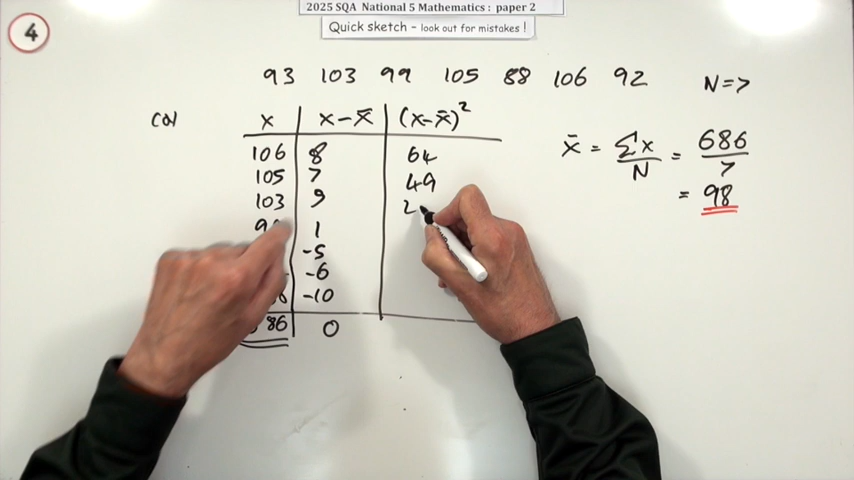 2025 SQA National 5 Mathematics : paper 2
Quick sketch - look out for mistakes !
4
93 103 99 105 88 106 92 N=7
(a)
x | x-x̄ | (x-x̄)²
106 | 8 | 64
105 | 7 | 49
103 | 9 | 2
9 | 1
-5
-6
-10
86 | 0
x̄ = Σx/N = 686/7
= 98